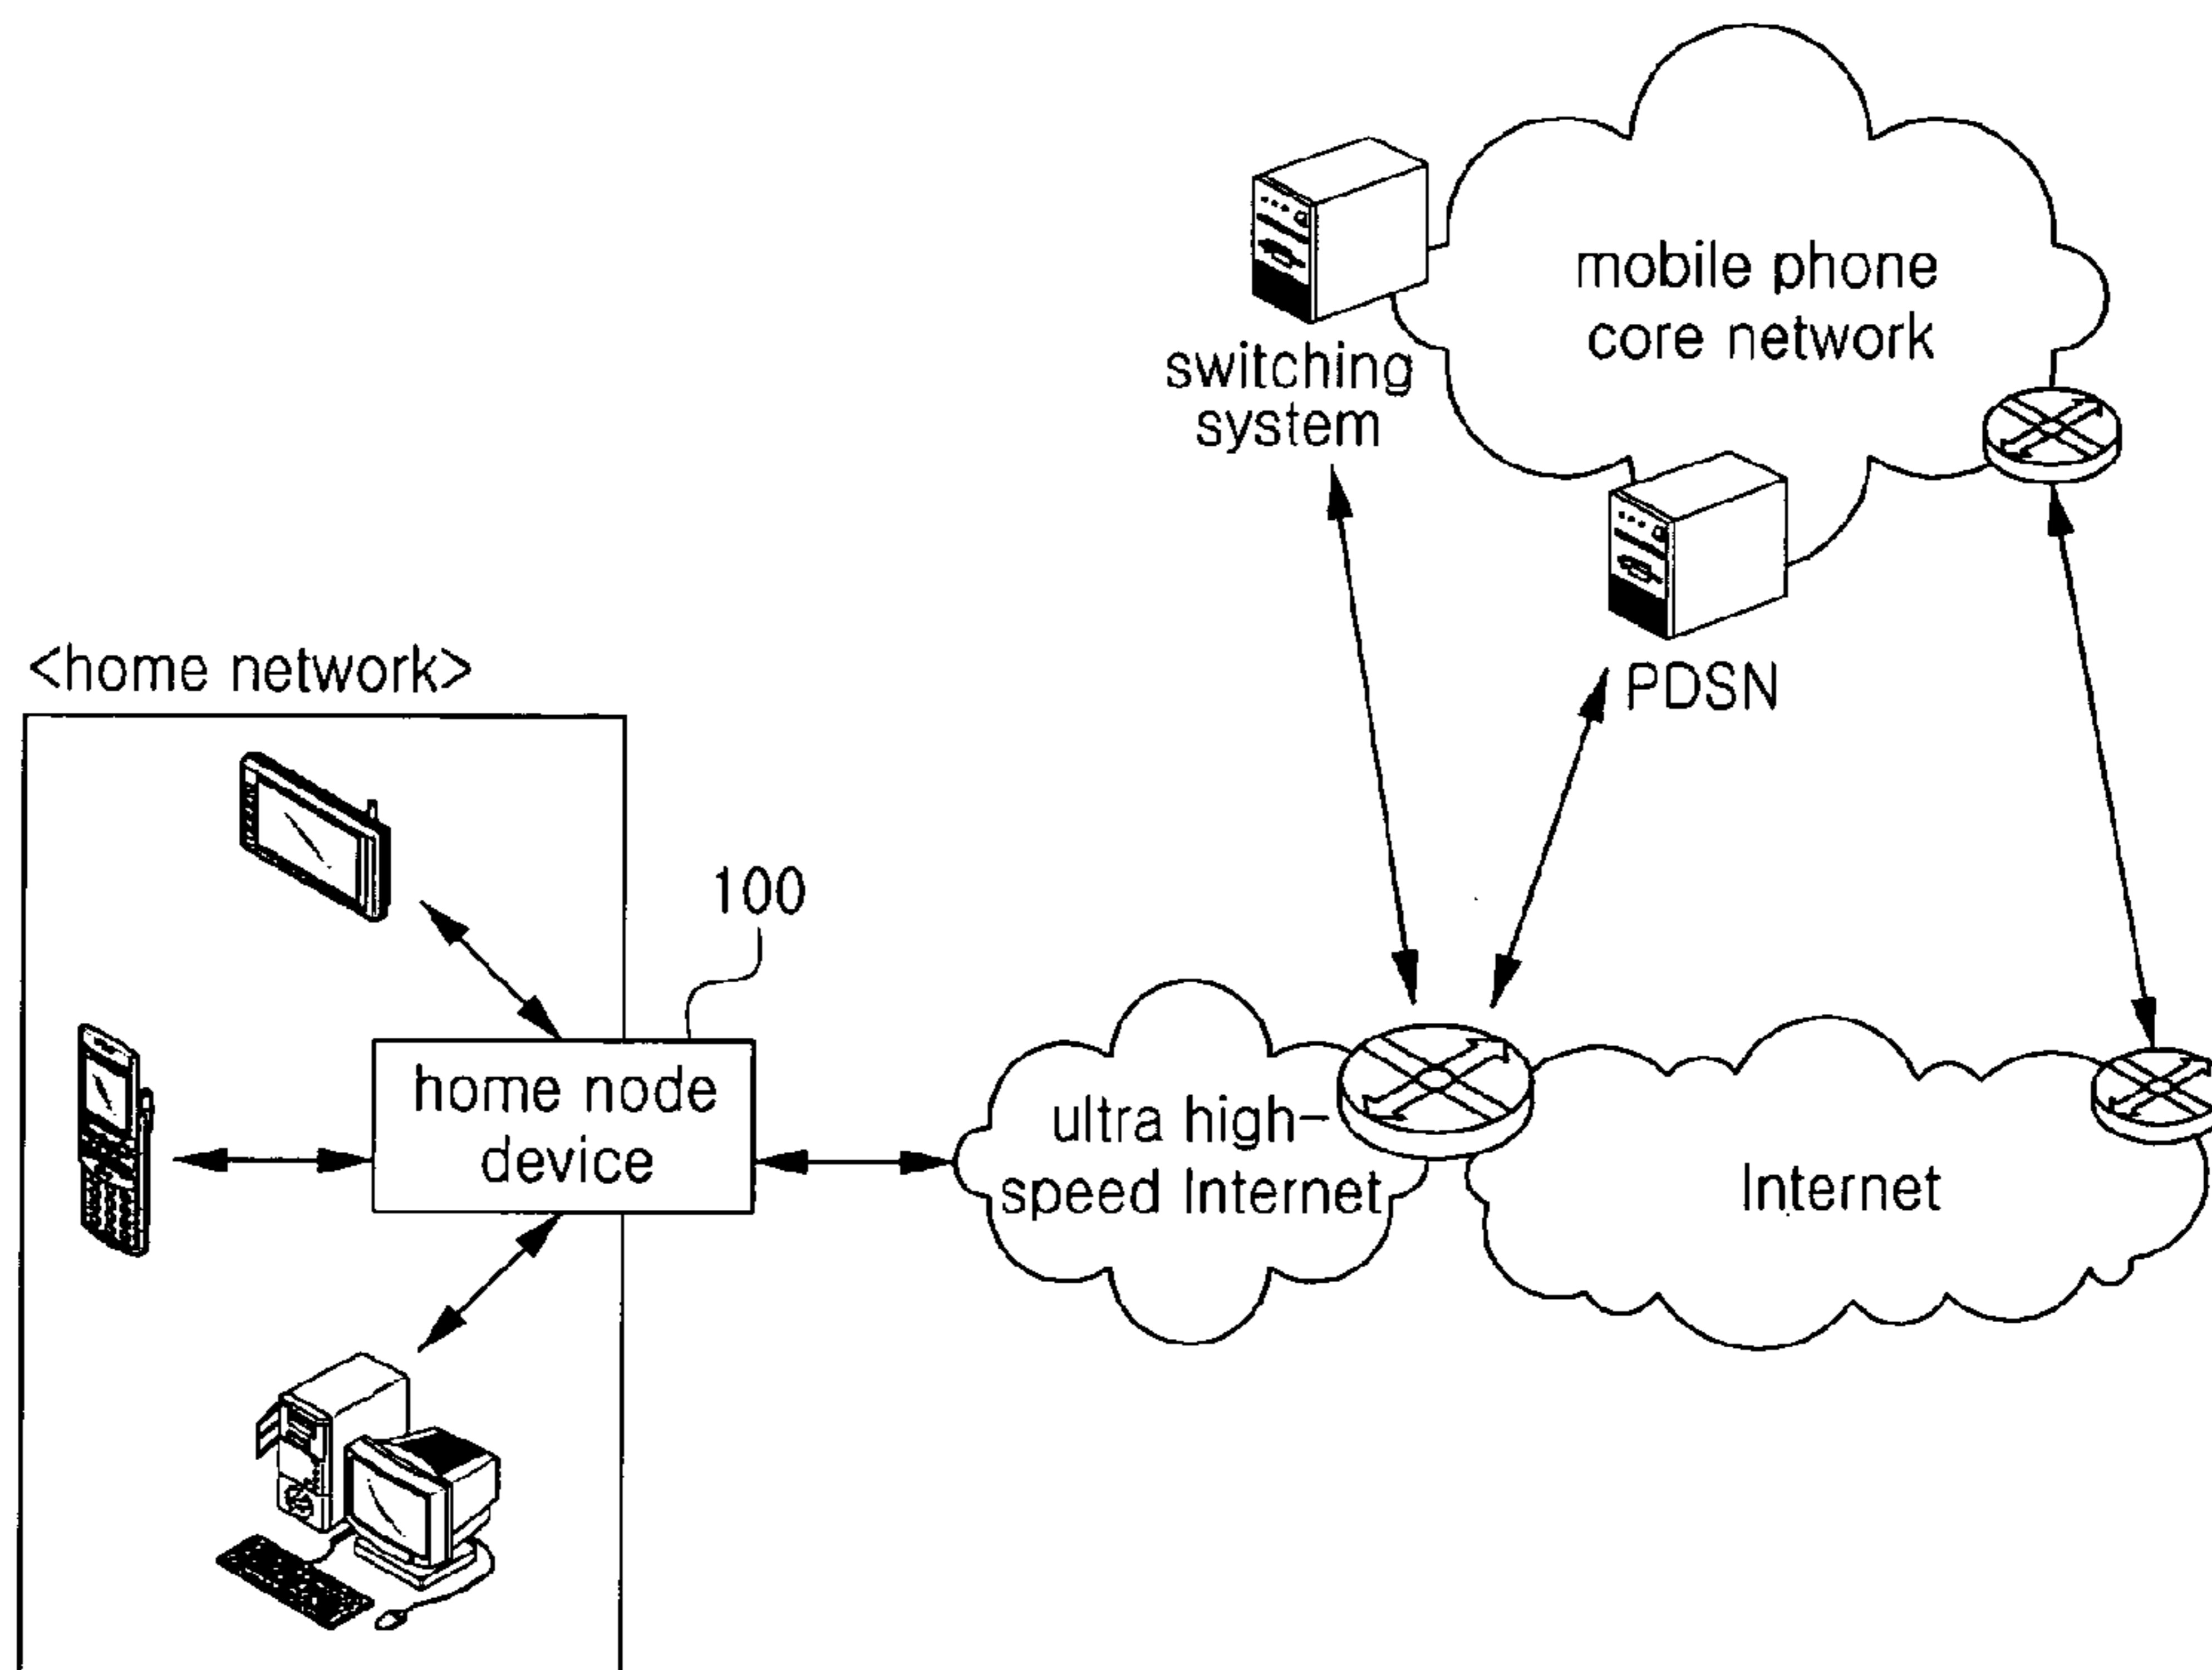 mobile phone
core network
switching
system
PDSN
<home network>
100
home node
device
ultra high-
speed Internet
Internet